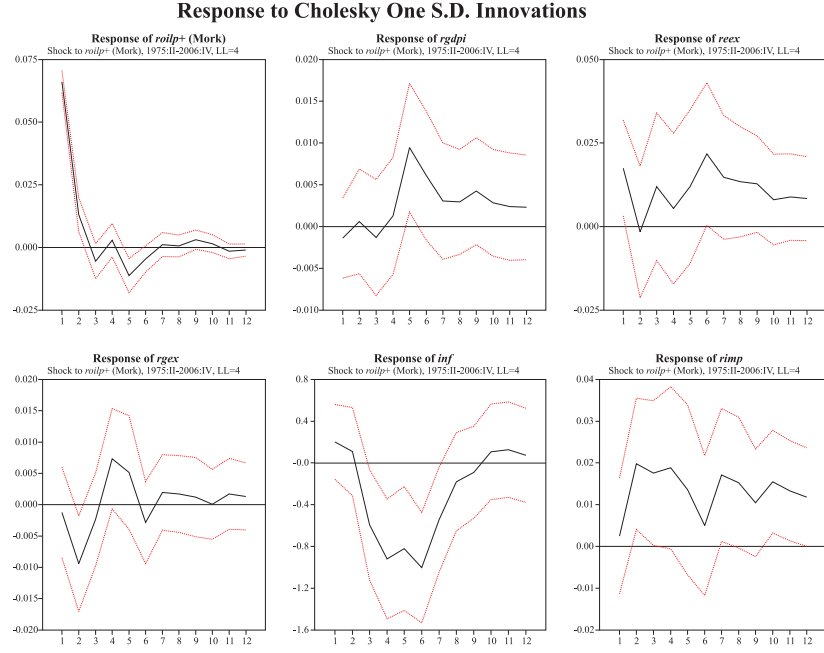 Response to Cholesky One S.D. Innovations
Response of roilp+ (Mork)
Shock to roilp+ (Mork), 1975:II-2006:IV, LL=4
0.075
0.050
0.025
0.000
-0.025
1 2 3 4 5 6 7 8 9 10 11 12
Response of rgdpi
Shock to roilp+ (Mork), 1975:II-2006:IV, LL=4
0.020
0.015
0.010
0.005
0.000
-0.005
-0.010
1 2 3 4 5 6 7 8 9 10 11 12
Response of reex
Shock to roilp+ (Mork), 1975:II-2006:IV, LL=4
0.050
0.025
0.000
-0.025
1 2 3 4 5 6 7 8 9 10 11 12
Response of rgex
Shock to roilp+ (Mork), 1975:II-2006:IV, LL=4
0.020
0.015
0.010
0.005
0.000
-0.005
-0.010
-0.015
-0.020
1 2 3 4 5 6 7 8 9 10 11 12
Response of inf
Shock to roilp+ (Mork), 1975:II-2006:IV, LL=4
0.8
0.4
-0.0
-0.4
-0.8
-1.2
-1.6
1 2 3 4 5 6 7 8 9 10 11 12
Response of rimp
Shock to roilp+ (Mork), 1975:II-2006:IV, LL=4
0.04
0.03
0.02
0.01
0.00
-0.01
-0.02
1 2 3 4 5 6 7 8 9 10 11 12